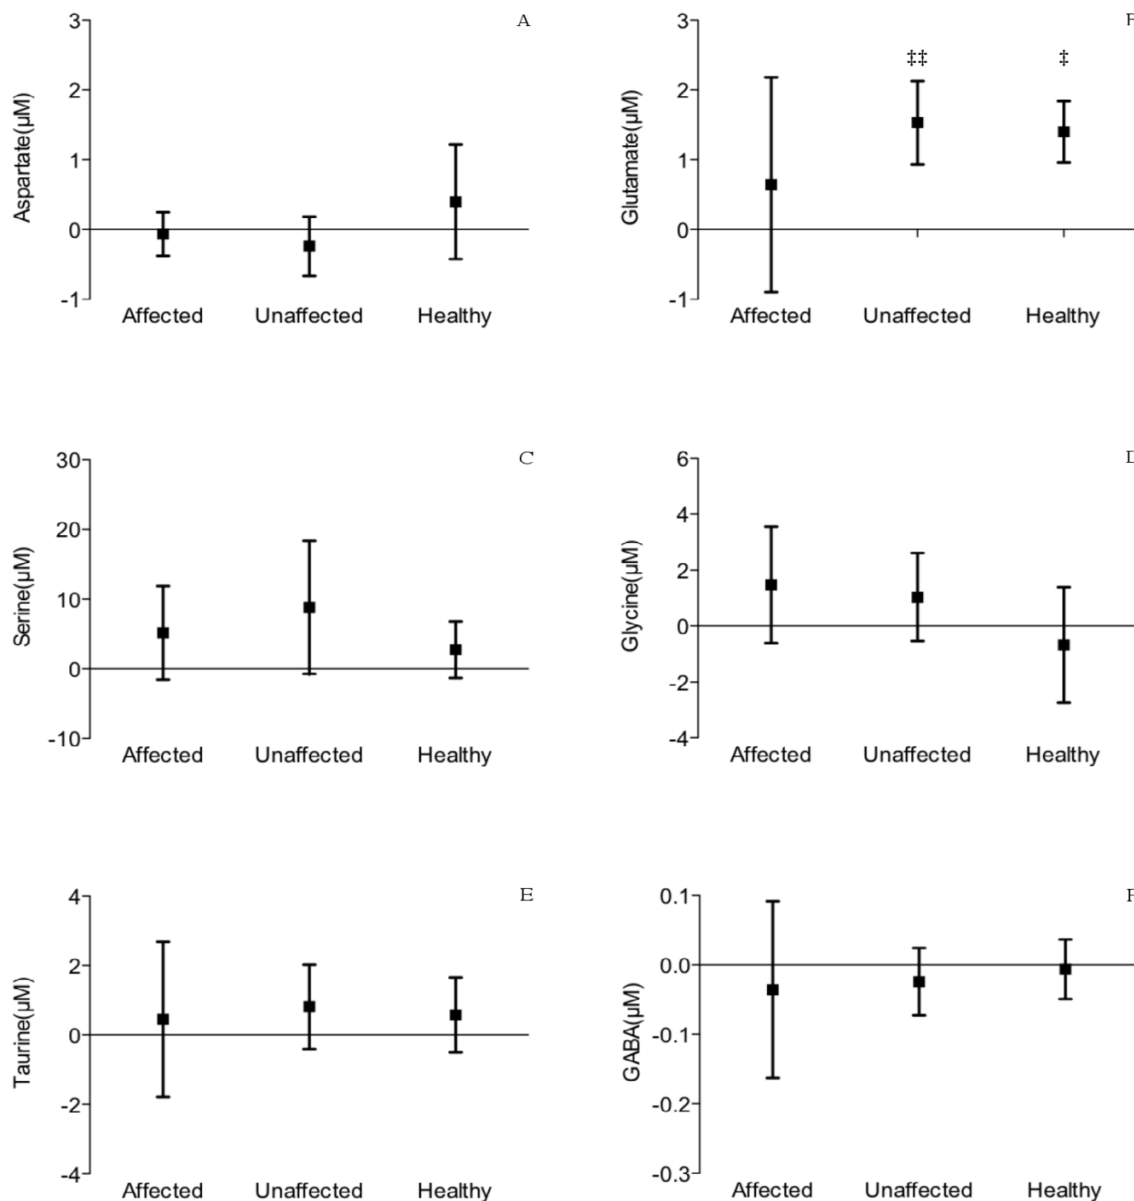 A
Aspartate(µM)
3
2
1
0
-1
Affected Unaffected Healthy
Glutamate(µM)
3
2
1
0
-1
‡‡ ‡
Affected Unaffected Healthy
C
Serine(µM)
30
20
10
0
-10
Affected Unaffected Healthy
Glycine(µM)
6
4
2
0
-2
-4
Affected Unaffected Healthy
E
Taurine(µM)
4
2
0
-2
-4
Affected Unaffected Healthy
GABA(µM)
0.1
0.0
-0.1
-0.2
-0.3
Affected Unaffected Healthy